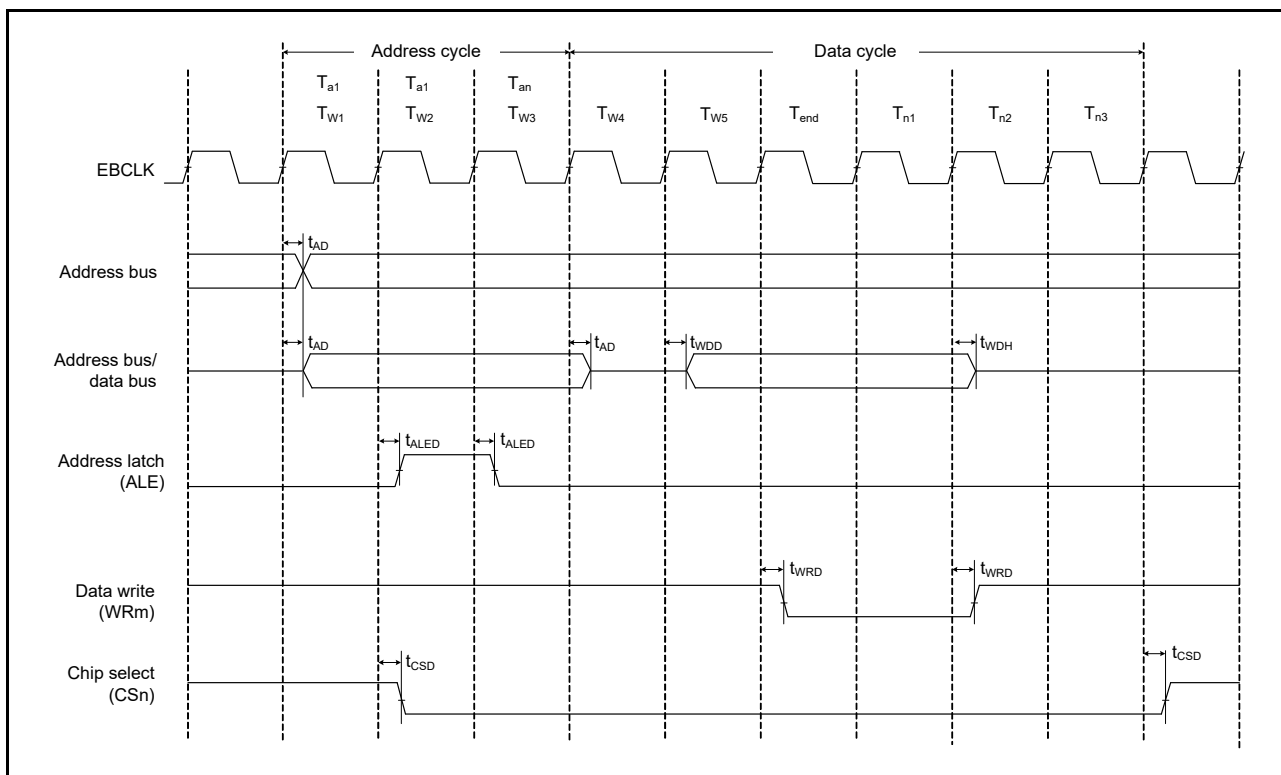 Address cycle Data cycle
Ta1 Ta1 Tan
TW1 TW2 TW3 TW4 TW5 Tend Tn1 Tn2 Tn3
EBCLK
tAD
Address bus
tAD tAD tWDD tWDH
Address bus/
data bus
tALED tALED
Address latch
(ALE)
tWRD tWRD
Data write
(WRm)
tCSD tCSD
Chip select
(CSn)